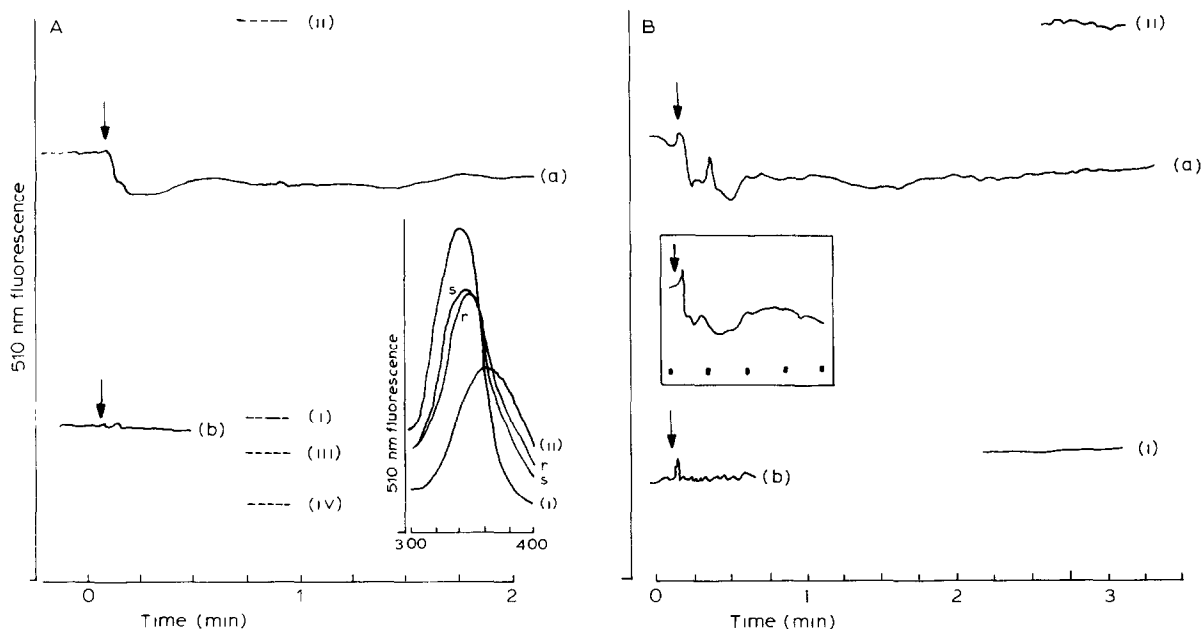 A
(ii)
510 nm fluorescence
(a)
(b)
(i)
(iii)
(iv)
510 nm fluorescence
s
r
(ii)
r
s
(i)
300
400
0
1
2
Time (min)
B
(ii)
(a)
(b)
(i)
0
1
2
3
Time (min)